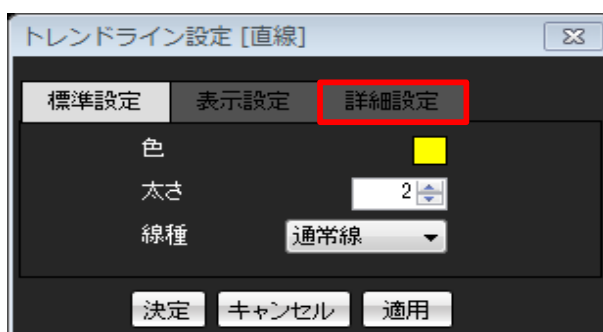 トレンドライン設定 [直線]
標準設定 表示設定 詳細設定
色
太さ 2
線種 通常線
決定 キャンセル 適用